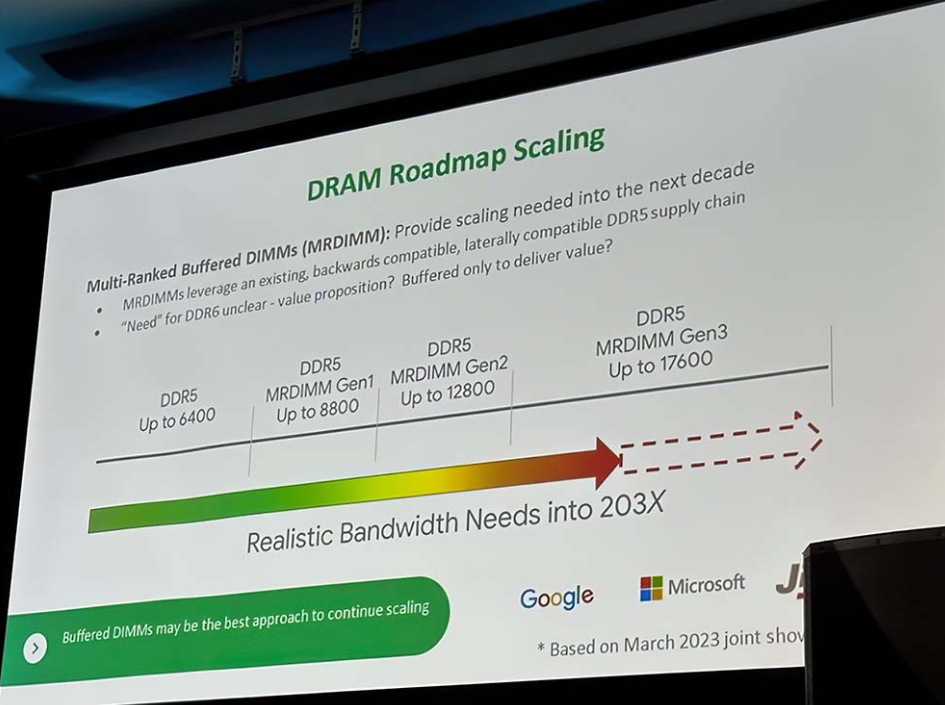 DRAM Roadmap Scaling
Multi-Ranked Buffered DIMMs (MRDIMM): Provide scaling needed into the next decade
• MRDIMMs leverage an existing, backwards compatible, laterally compatible DDR5 supply chain
• “Need” for DDR6 unclear - value proposition? Buffered only to deliver value?
DDR5
Up to 6400
DDR5
MRDIMM Gen1
Up to 8800
DDR5
MRDIMM Gen2
Up to 12800
DDR5
MRDIMM Gen3
Up to 17600
Realistic Bandwidth Needs into 203X
Buffered DIMMs may be the best approach to continue scaling
Google
Microsoft
* Based on March 2023 joint